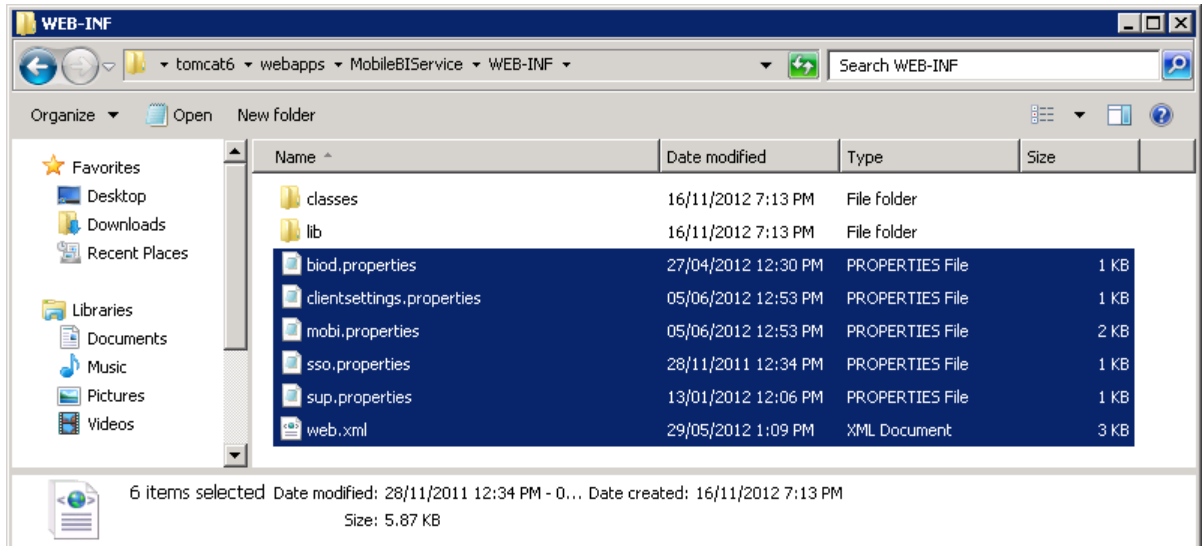 WEB-INF
tomcat6 webapps MobileBIService WEB-INF Search WEB-INF
Organize Open New folder
Name Date modified Type Size
Favorites
Desktop
Downloads
Recent Places
Libraries
Documents
Music
Pictures
Videos
classes 16/11/2012 7:13 PM File folder
lib 16/11/2012 7:13 PM File folder
biod.properties 27/04/2012 12:30 PM PROPERTIES File 1 KB
clientsettings.properties 05/06/2012 12:53 PM PROPERTIES File 1 KB
mobi.properties 05/06/2012 12:53 PM PROPERTIES File 2 KB
sso.properties 28/11/2011 12:34 PM PROPERTIES File 1 KB
sup.properties 13/01/2012 12:06 PM PROPERTIES File 1 KB
web.xml 29/05/2012 1:09 PM XML Document 3 KB
6 items selected Date modified: 28/11/2011 12:34 PM - 0... Date created: 16/11/2012 7:13 PM
Size: 5.87 KB